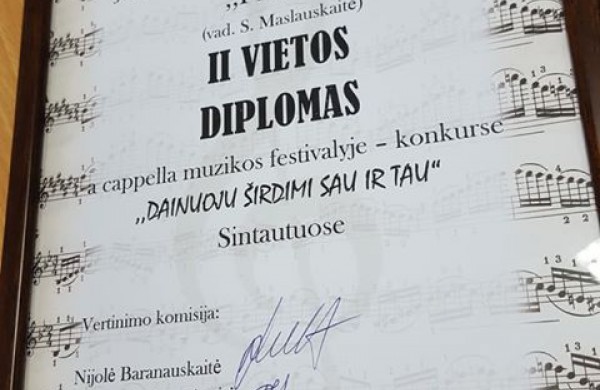 (vad. S. Maslauskaitė)
II VIETOS
DIPLOMAS
a cappella muzikos festivalyje – konkurse
„DAINUOJU ŠIRDIMI SAU IR TAU“
Sintautuose
Vertinimo komisija:
Nijolė Baranauskaitė